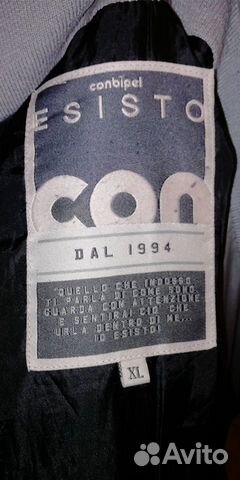 conbipel
ESISTO
con
DAL 1994
"QUELLO CHE INDOSSO
TI PARLA DI COME SONO.
GUARDA CON ATTENZIONE
E SENTIRAI CIÒ CHE
URLA DENTRO DI ME...
IO ESISTO!
XL
Avito